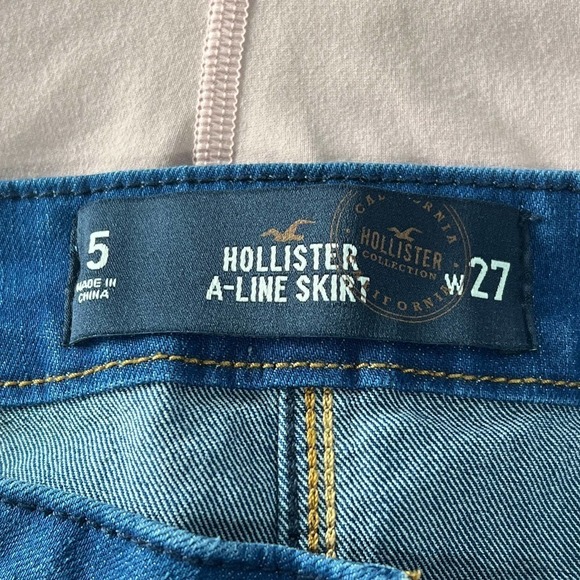 5
MADE IN
CHINA
HOLLISTER
A-LINE SKIRT
CALIFORNIA
HOLLISTER
COLLECTION
CALIFORNIA
W27